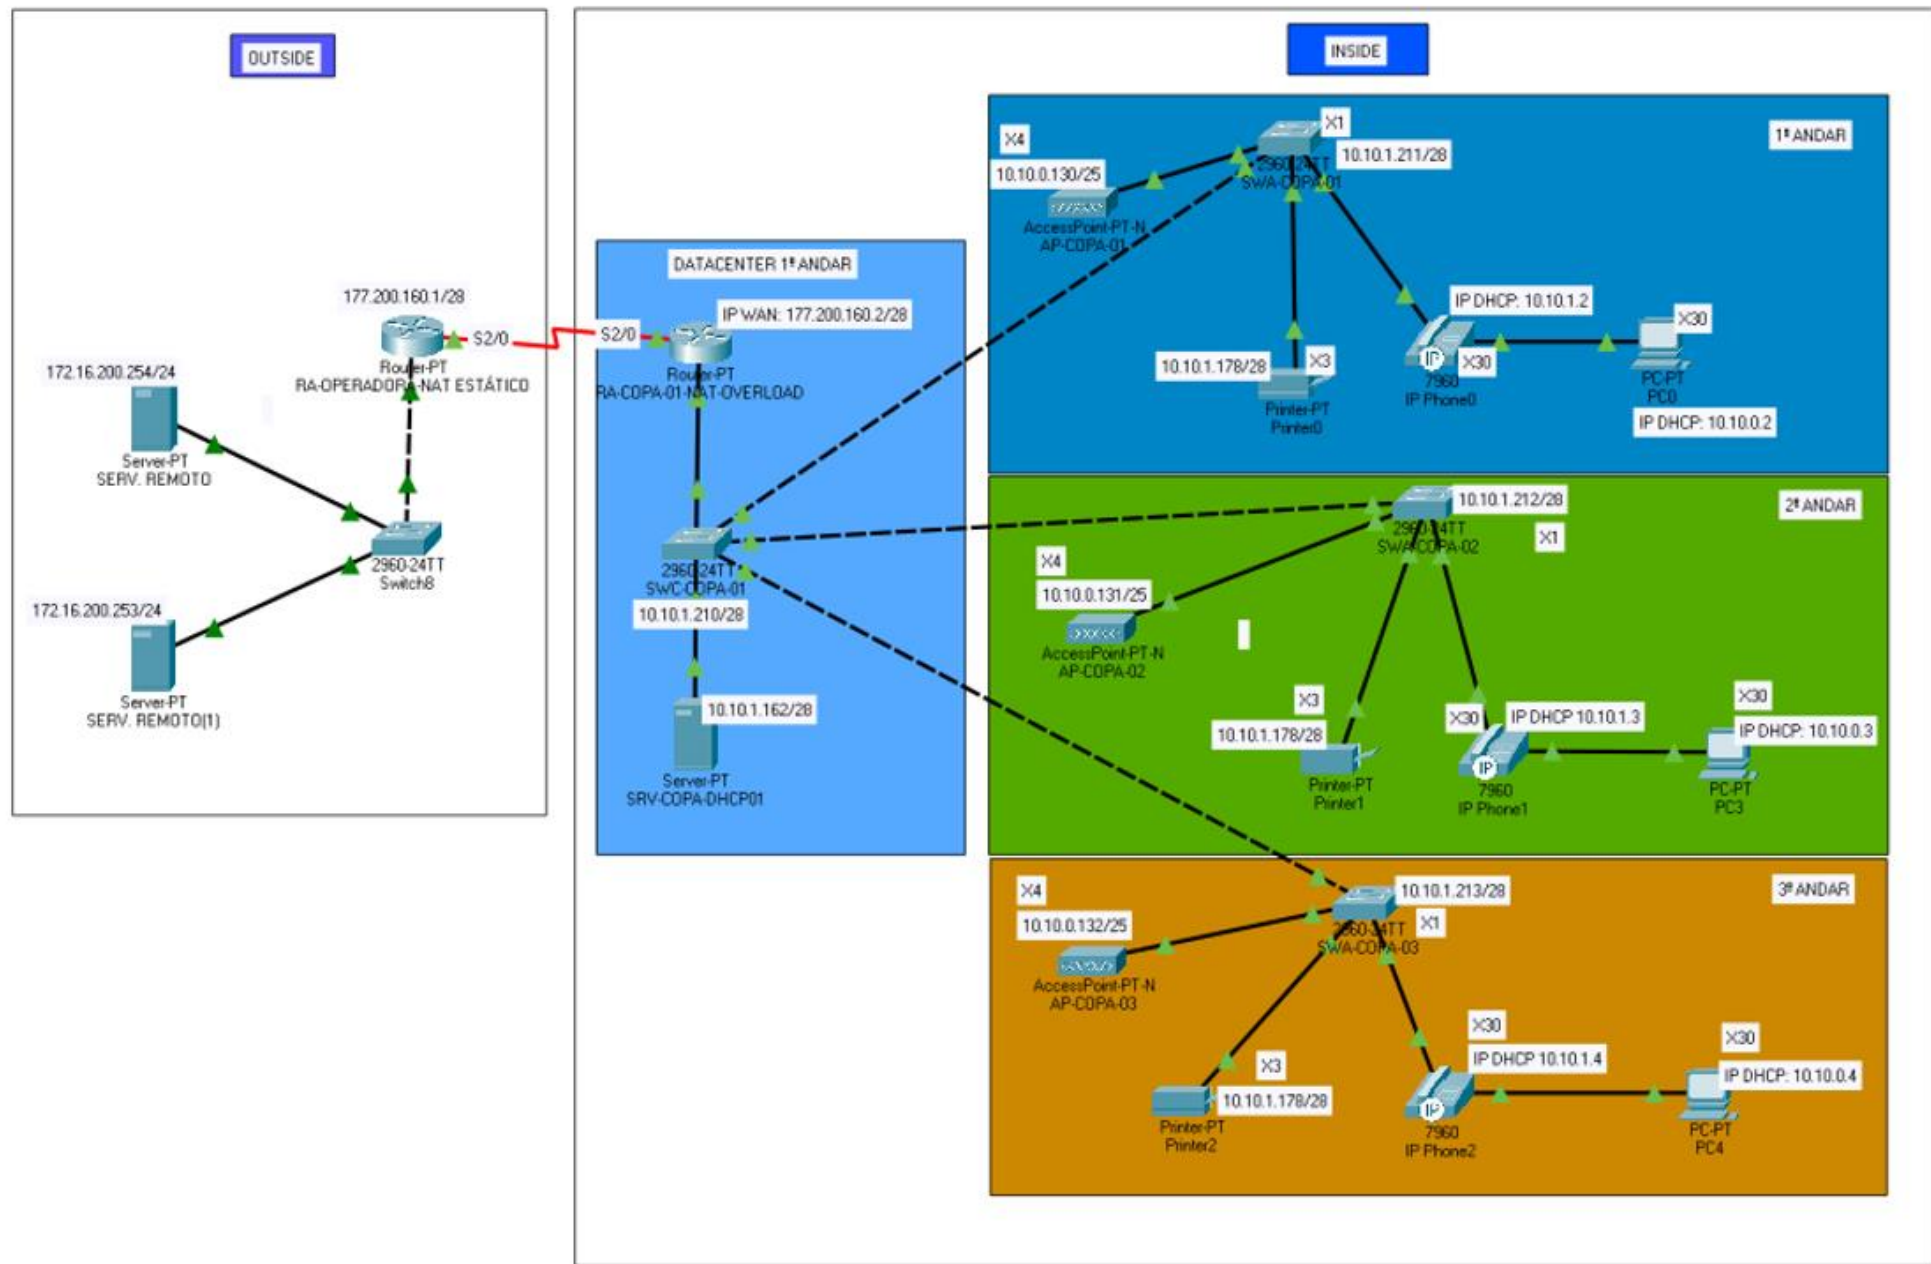 OUTSIDE
177.200.160.1/28
S2/0
Router-PT
RA-OPERADORA-NAT ESTÁTICO
172.16.200.254/24
Server-PT
SERV. REMOTO
2960-24TT
Switch8
172.16.200.253/24
Server-PT
SERV. REMOTO(1)
INSIDE
DATACENTER 1º ANDAR
IP WAN: 177.200.160.2/28
S2/0
Router-PT
RA-COPA-01-NAT-OVERLOAD
2960-24TT
SWC-COPA-01
10.10.1.210/28
10.10.1.162/28
Server-PT
SRV-COPA-DHCP01
1º ANDAR
X1
10.10.1.211/28
2960-24TT
SWA-COPA-01
X4
10.10.0.130/25
AccessPoint-PT-N
AP-COPA-01
10.10.1.178/28
X3
Printer-PT
Printer0
IP DHCP: 10.10.1.2
X30
IP
7960
IP Phone0
X30
PC-PT
PC0
IP DHCP: 10.10.0.2
2º ANDAR
10.10.1.212/28
X1
2960-24TT
SWA-COPA-02
X4
10.10.0.131/25
AccessPoint-PT-N
AP-COPA-02
X3
10.10.1.178/28
Printer-PT
Printer1
X30
IP DHCP 10.10.1.3
IP
7960
IP Phone1
X30
IP DHCP: 10.10.0.3
PC-PT
PC3
3º ANDAR
10.10.1.213/28
X1
2960-24TT
SWA-COPA-03
X4
10.10.0.132/25
AccessPoint-PT-N
AP-COPA-03
X3
10.10.1.178/28
Printer-PT
Printer2
X30
IP DHCP 10.10.1.4
IP
7960
IP Phone2
X30
IP DHCP: 10.10.0.4
PC-PT
PC4